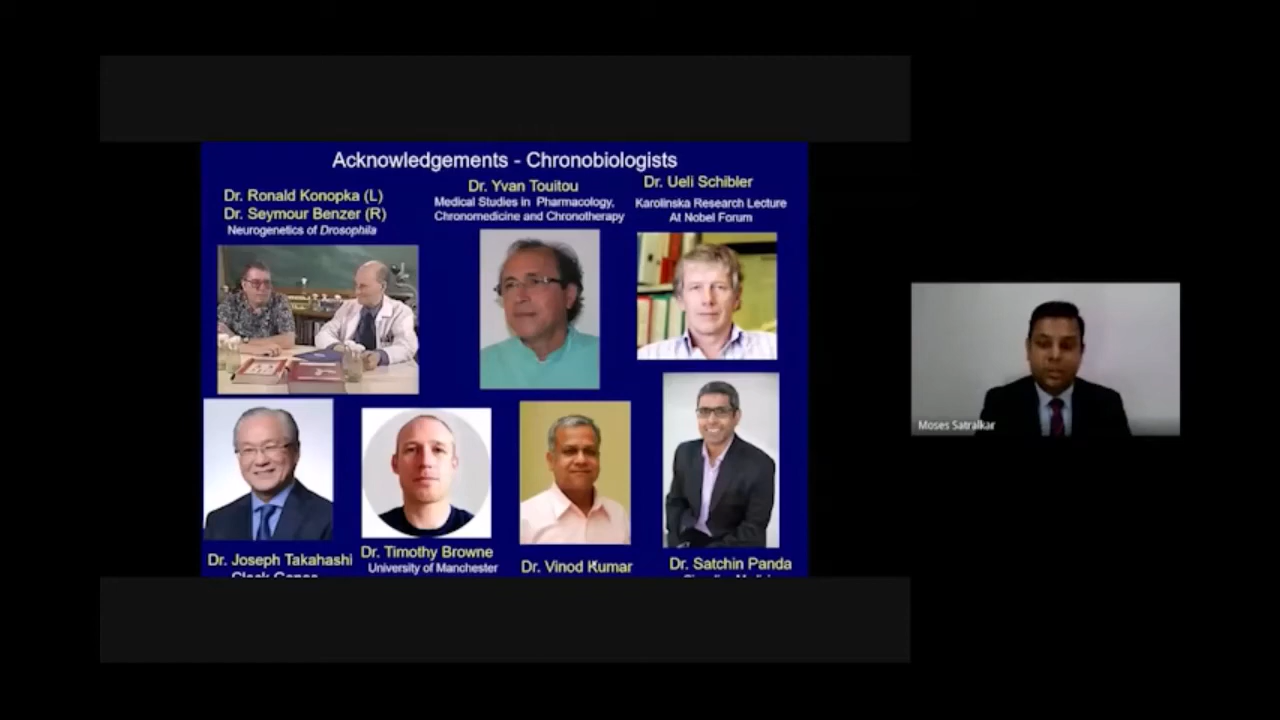 Acknowledgements - Chronobiologists
Dr. Ronald Konopka (L)
Dr. Seymour Benzer (R)
Neurogenetics of Drosophila
Dr. Yvan Touitou
Medical Studies in Pharmacology,
Chronomedicine and Chronotherapy
Dr. Ueli Schibler
Karolinska Research Lecture
At Nobel Forum
Dr. Joseph Takahashi
Clock Genes
Dr. Timothy Browne
University of Manchester
Dr. Vinod Kumar
Dr. Satchin Panda
Moses Satralkar